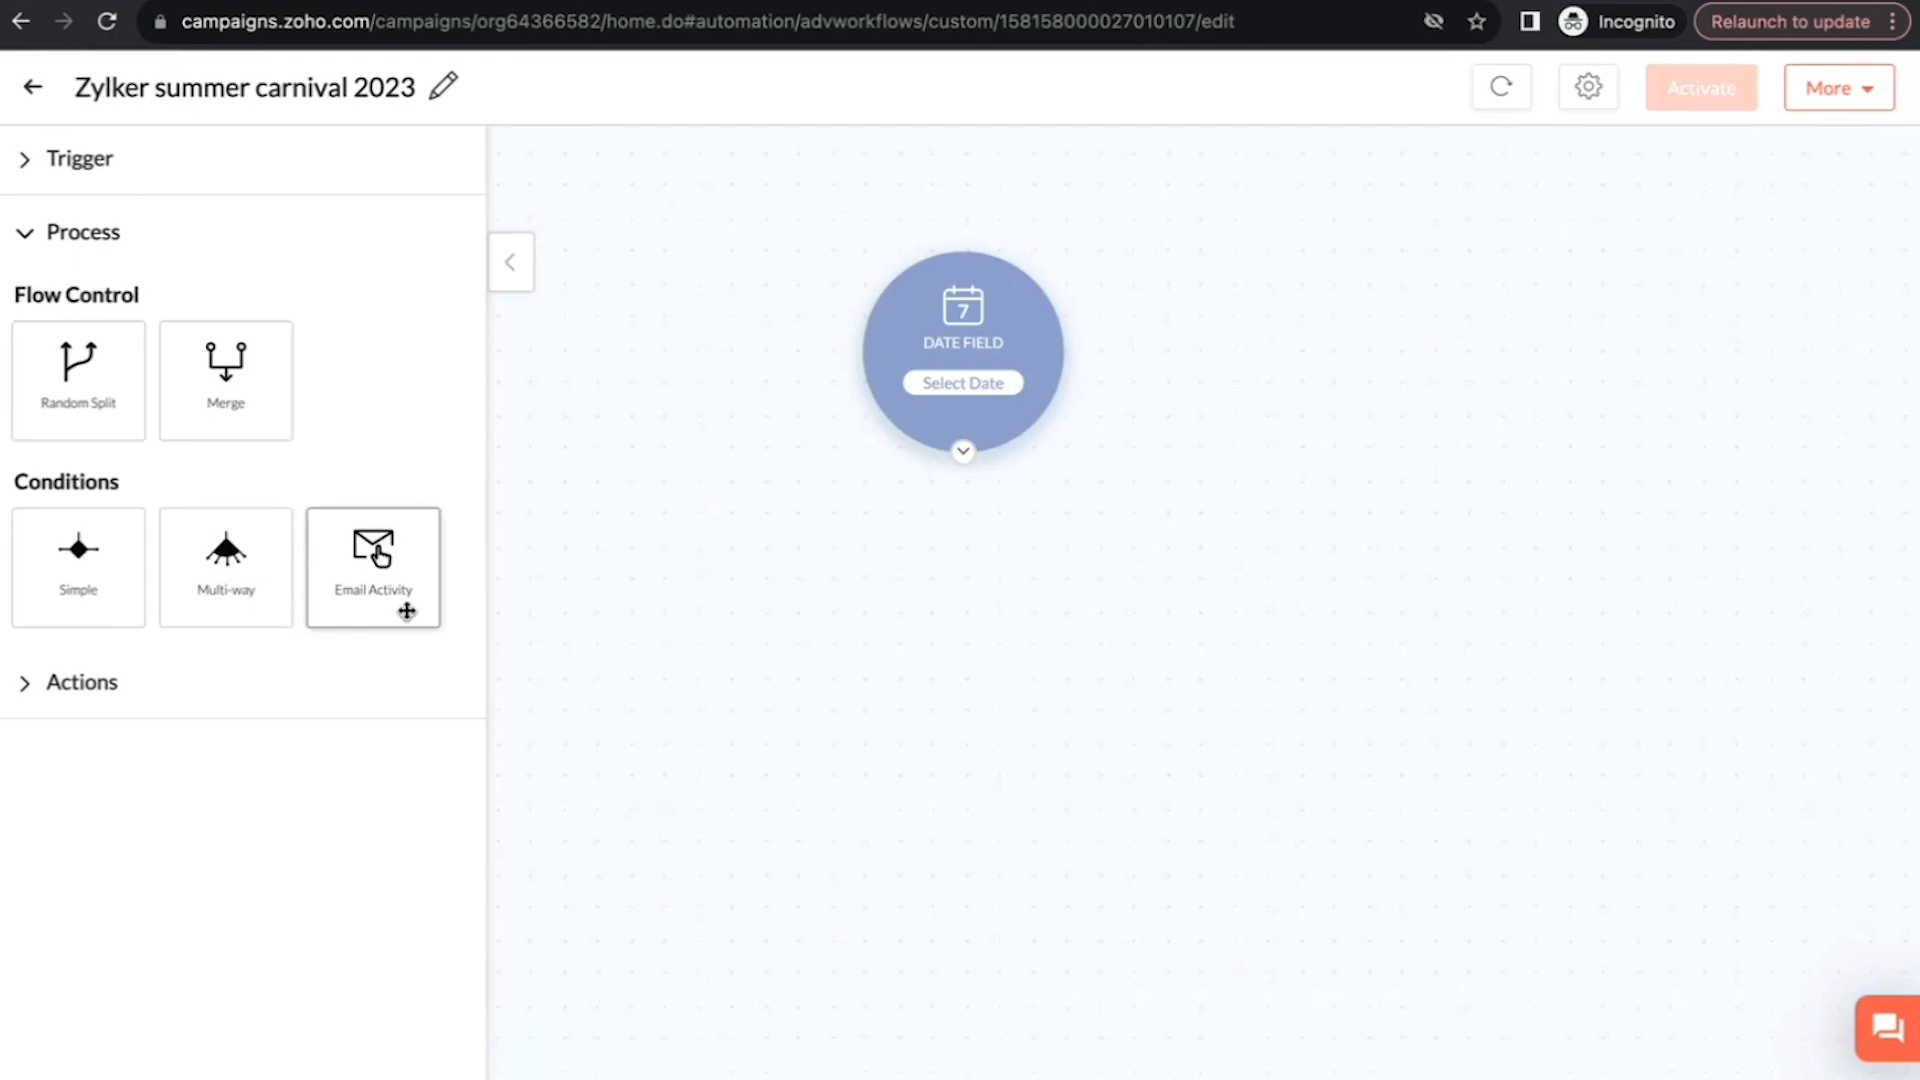 campaigns.zoho.com/campaigns/org64366582/home.do#automation/advworkflows/custom/158158000027010107/edit
Incognito
Relaunch to update
Zylker summer carnival 2023
Activate
More
Trigger
Process
Flow Control
Random Split
Merge
Conditions
Simple
Multi-way
Email Activity
Actions
7
DATE FIELD
Select Date